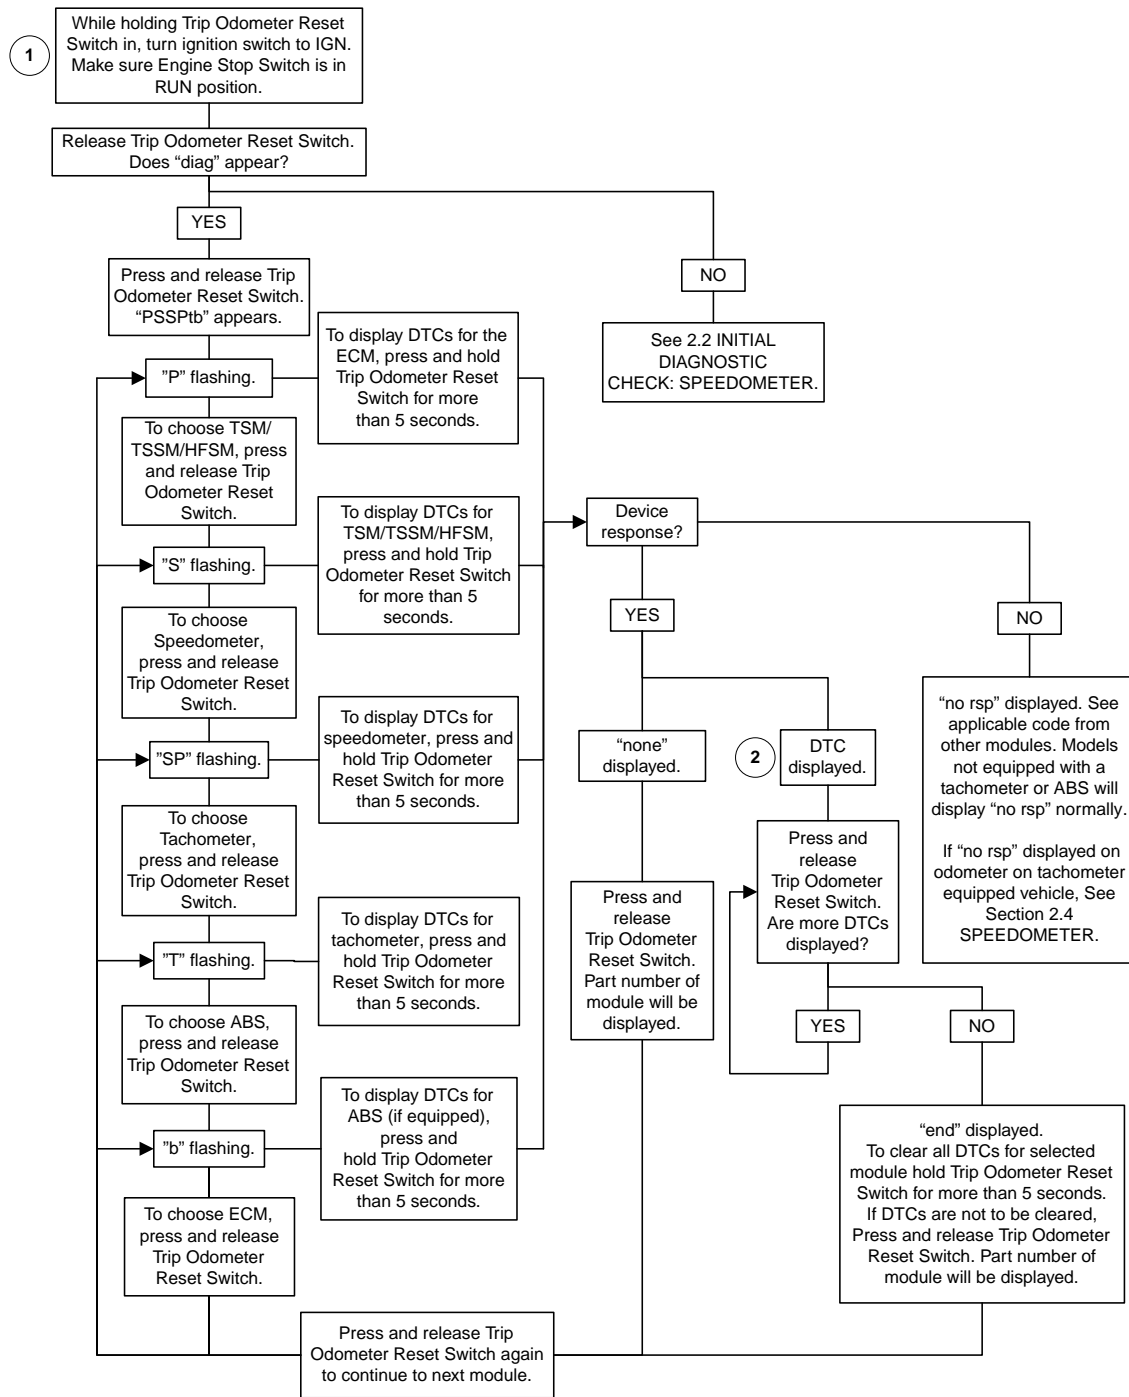 1
While holding Trip Odometer Reset
Switch in, turn ignition switch to IGN.
Make sure Engine Stop Switch is in
RUN position.
Release Trip Odometer Reset Switch.
Does “diag” appear?
YES
NO
Press and release Trip
Odometer Reset Switch.
“PSSPtb” appears.
See 2.2 INITIAL
DIAGNOSTIC
CHECK: SPEEDOMETER.
”P” flashing.
To display DTCs for the
ECM, press and hold
Trip Odometer Reset
Switch for more
than 5 seconds.
To choose TSM/
TSSM/HFSM, press
and release Trip
Odometer Reset
Switch.
”S” flashing.
To display DTCs for
TSM/TSSM/HFSM,
press and hold Trip
Odometer Reset Switch
for more than 5
seconds.
To choose
Speedometer,
press and release
Trip Odometer Reset
Switch.
”SP” flashing.
To display DTCs for
speedometer, press and
hold Trip Odometer
Reset Switch for more
than 5 seconds.
To choose
Tachometer,
press and release
Trip Odometer Reset
Switch.
”T” flashing.
To display DTCs for
tachometer, press and
hold Trip Odometer
Reset Switch for more
than 5 seconds.
To choose ABS,
press and release
Trip Odometer Reset
Switch.
”b” flashing.
To display DTCs for
ABS (if equipped),
press and
hold Trip Odometer
Reset Switch for more
than 5 seconds.
To choose ECM,
press and release
Trip Odometer
Reset Switch.
Device
response?
YES
NO
“none”
displayed.
2
DTC
displayed.
“no rsp” displayed. See
applicable code from
other modules. Models
not equipped with a
tachometer or ABS will
display “no rsp” normally.
If “no rsp” displayed on
odometer on tachometer
equipped vehicle, See
Section 2.4
SPEEDOMETER.
Press and
release
Trip Odometer
Reset Switch.
Part number of
module will be
displayed.
Press and
release
Trip Odometer
Reset Switch.
Are more DTCs
displayed?
YES
NO
“end” displayed.
To clear all DTCs for selected
module hold Trip Odometer Reset
Switch for more than 5 seconds.
If DTCs are not to be cleared,
Press and release Trip Odometer
Reset Switch. Part number of
module will be displayed.
Press and release Trip
Odometer Reset Switch again
to continue to next module.